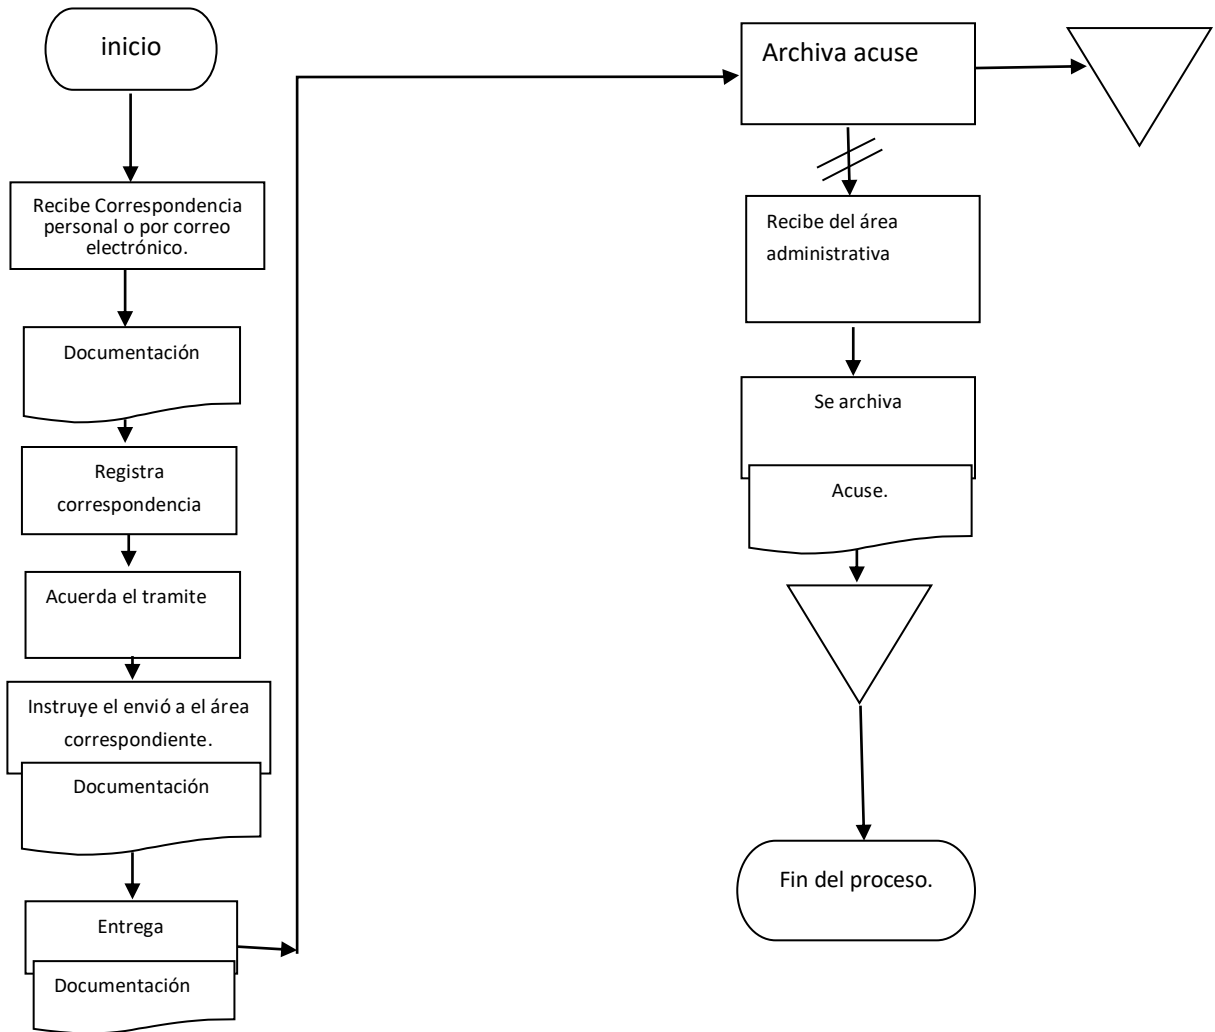 inicio
Recibe Correspondencia
personal o por correo
electrónico.
Documentación
Registra
correspondencia
Acuerda el tramite
Instruye el envió a el área
correspondiente.
Documentación
Entrega
Documentación
Archiva acuse
Recibe del área
administrativa
Se archiva
Acuse.
Fin del proceso.